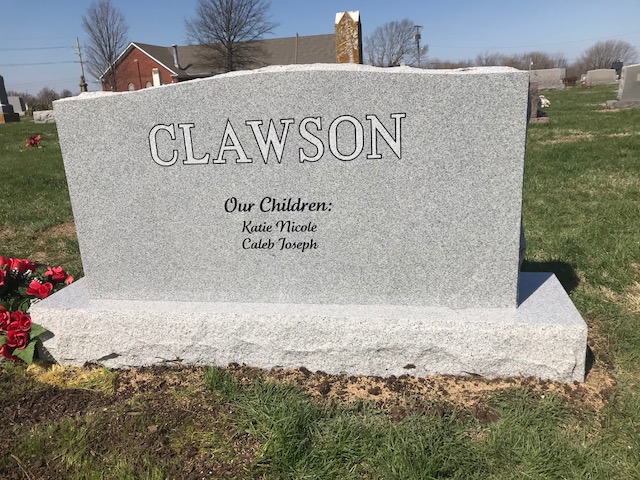 CLAWSON
Our Children:
Katie Nicole
Caleb Joseph